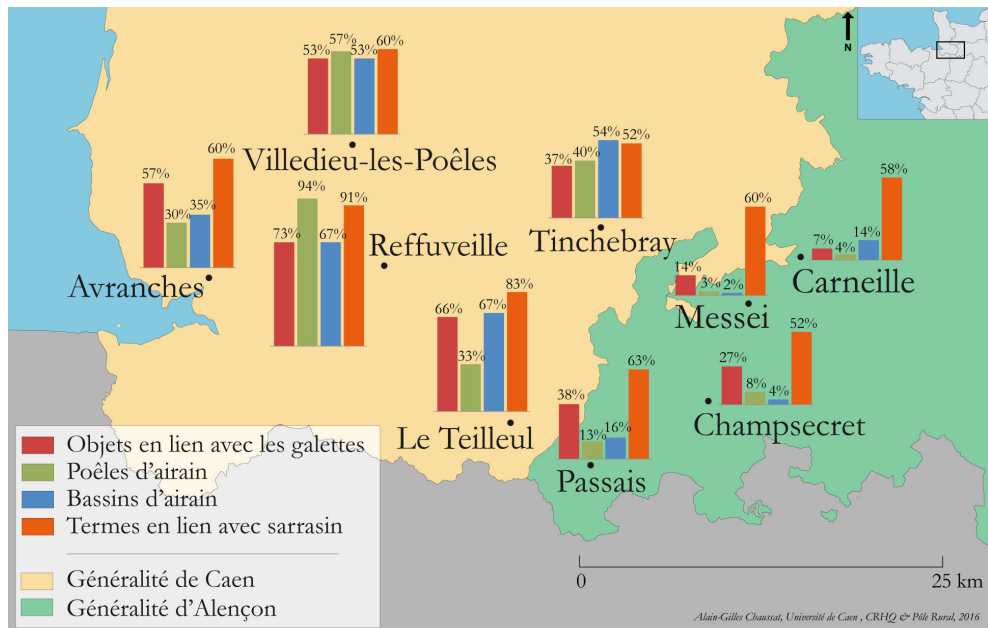 N
53%
57%
53%
60%
Villedieu-les-Poêles
57%
30%
35%
60%
Avranches
73%
94%
67%
91%
Reffuveille
37%
40%
54%
52%
Tinchebray
14%
3%
2%
60%
Messei
7%
4%
14%
58%
Carneille
66%
33%
67%
83%
Le Teilleul
38%
13%
16%
63%
Passais
27%
8%
4%
52%
Champsecret
Objets en lien avec les galettes
Poêles d'airain
Bassins d'airain
Termes en lien avec sarrasin
Généralité de Caen
Généralité d'Alençon
0
25 km
Alain-Gilles Chaussat, Université de Caen , CRHQ & Pôle Rural, 2016